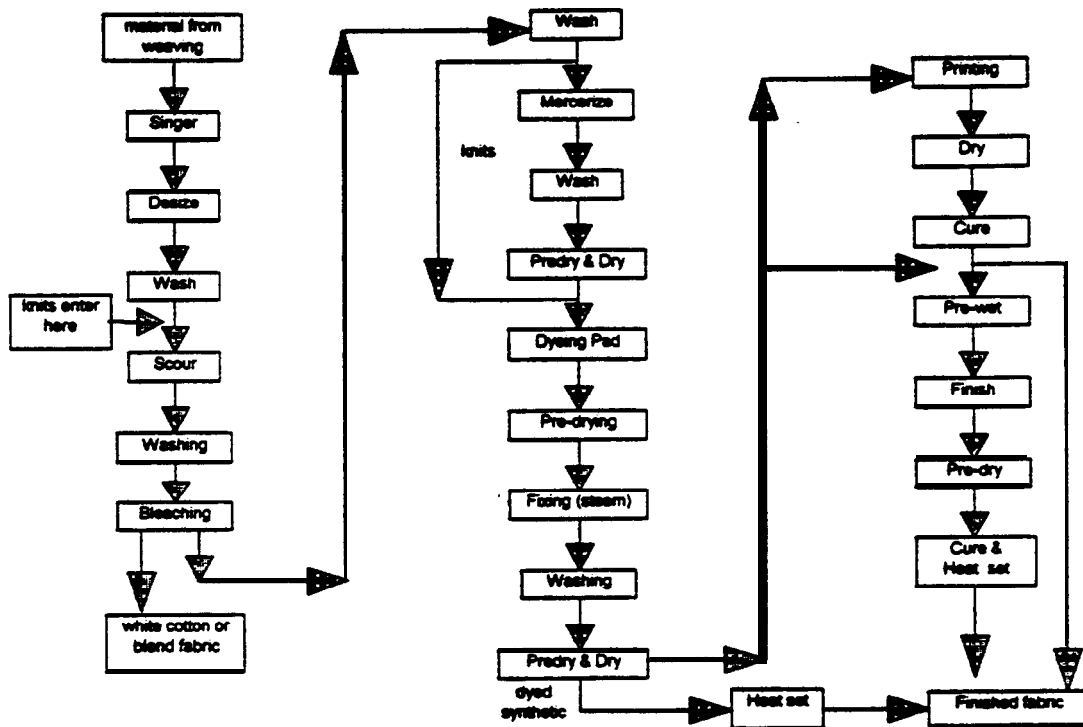 material from
weaving
Singer
Desize
Wash
knits enter
here
Scour
Washing
Bleaching
white cotton or
blend fabric
Wash
Mercerize
knits
Wash
Predry & Dry
Dyeing Pad
Pre-drying
Fixing (steam)
Washing
Predry & Dry
dyed
synthetic
Heat set
Printing
Dry
Cure
Pre-wet
Finish
Pre-dry
Cure &
Heat set
Finished fabric